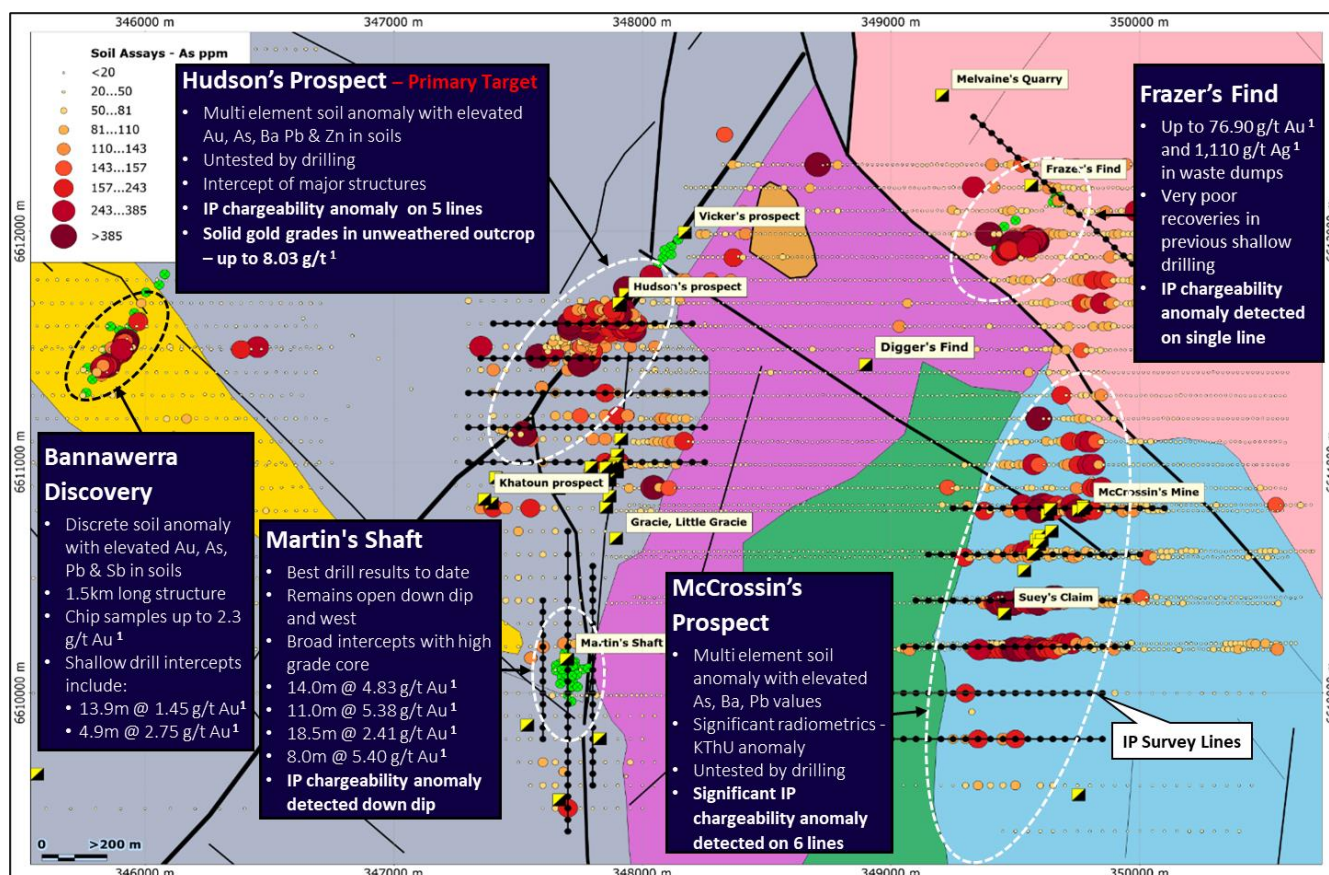 346000 m
347000 m
348000 m
349000 m
350000 m
Soil Assays - As ppm
<20
20...50
50...81
81...110
110...143
143...157
157...243
243...385
>385
Hudson's Prospect – Primary Target
• Multi element soil anomaly with elevated
Au, As, Ba Pb & Zn in soils
• Untested by drilling
• Intercept of major structures
• IP chargeability anomaly on 5 lines
• Solid gold grades in unweathered outcrop
– up to 8.03 g/t 1
Melvaine's Quarry
Frazer's Find
Frazer's Find
• Up to 76.90 g/t Au 1
and 1,110 g/t Ag 1
in waste dumps
• Very poor
recoveries in
previous shallow
drilling
• IP chargeability
anomaly detected
on single line
6612000 m
6612000 m
Vicker's prospect
Hudson's prospect
Digger's Find
Bannawerra
Discovery
• Discrete soil anomaly
with elevated Au, As,
Pb & Sb in soils
• 1.5km long structure
• Chip samples up to 2.3
g/t Au 1
• Shallow drill intercepts
include:
• 13.9m @ 1.45 g/t Au 1
• 4.9m @ 2.75 g/t Au 1
6611000 m
6611000 m
Khatoun prospect
Gracie, Little Gracie
McCrossin's Mine
Suey's Claim
Martin's Shaft
• Best drill results to date
• Remains open down dip
and west
• Broad intercepts with high
grade core
• 14.0m @ 4.83 g/t Au 1
• 11.0m @ 5.38 g/t Au 1
• 18.5m @ 2.41 g/t Au 1
• 8.0m @ 5.40 g/t Au 1
• IP chargeability anomaly
detected down dip
Martin's Shaft
McCrossin's
Prospect
• Multi element soil
anomaly with elevated
As, Ba, Pb values
• Significant radiometrics -
KThU anomaly
• Untested by drilling
• Significant IP
chargeability anomaly
detected on 6 lines
IP Survey Lines
6610000 m
6610000 m
0 >200 m
346000 m
347000 m
348000 m
349000 m
350000 m